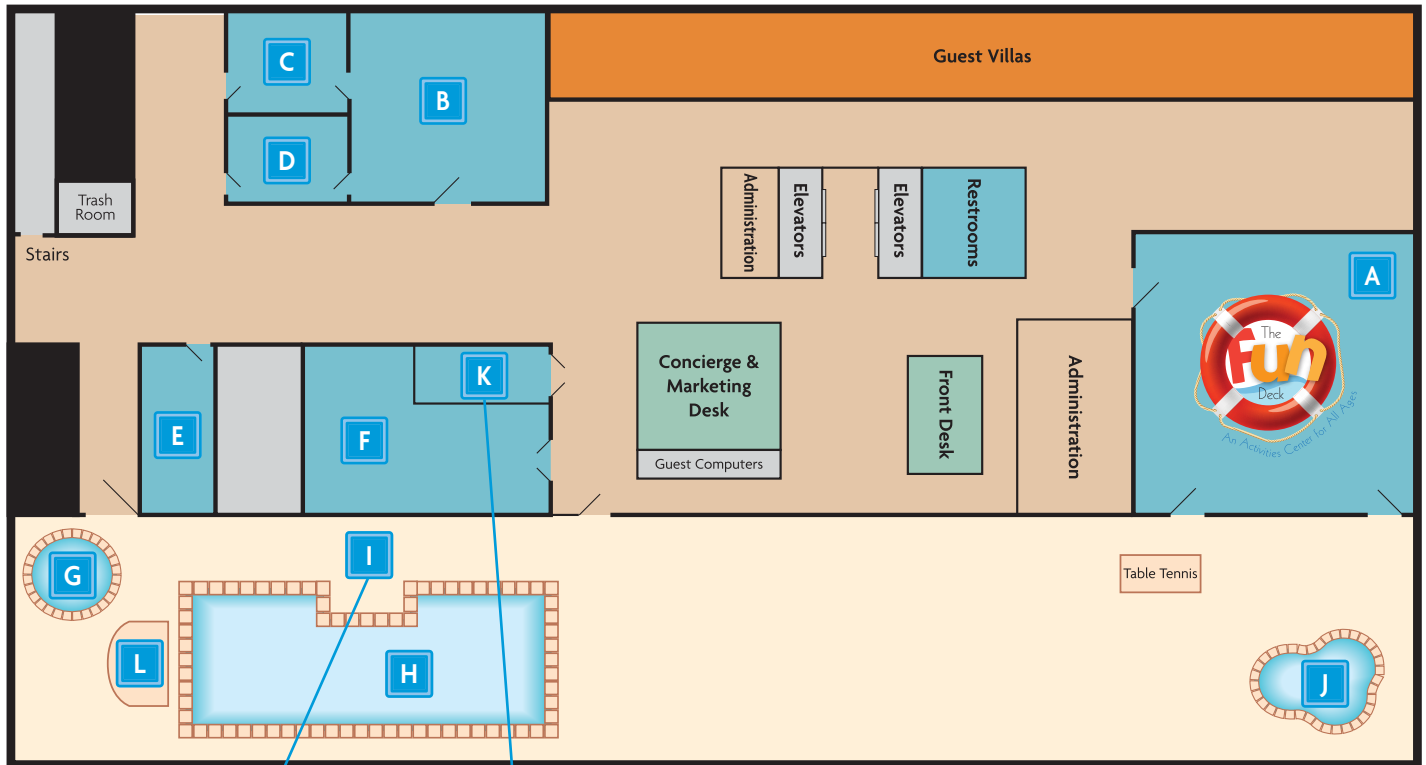 Guest Villas
C
B
D
Trash
Room
Stairs
Administration
Elevators
Elevators
Restrooms
A
The
Fun
Deck
An Activities Center for All Ages
K
Concierge &
Marketing
Desk
Guest Computers
Front Desk
Administration
E
F
I
G
Table Tennis
L
H
J